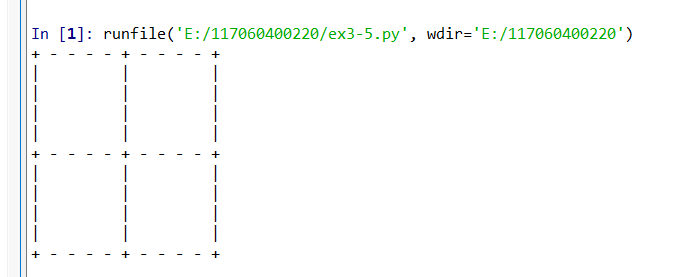 In [1]: runfile('E:/117060400220/ex3-5.py', wdir='E:/117060400220')
+ - - - - + - - - - +
|         |         |
|         |         |
|         |         |
|         |         |
+ - - - - + - - - - +
|         |         |
|         |         |
|         |         |
|         |         |
+ - - - - + - - - - +